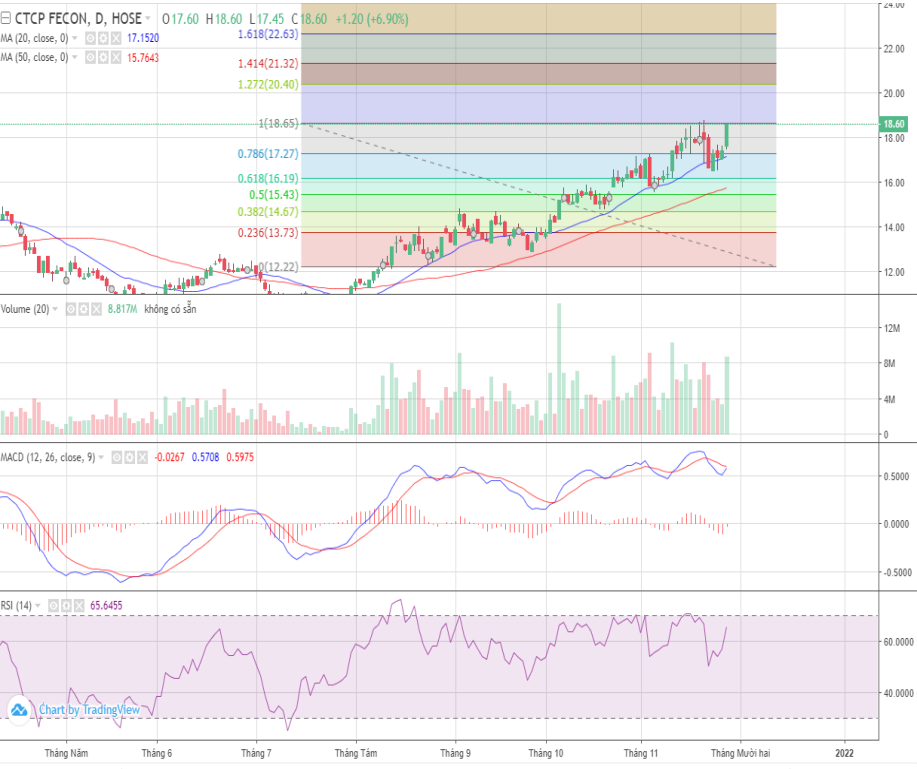 CTCP FECON, D, HOSE O17.60 H18.60 L17.45 C18.60 +1.20 (+6.90%)
MA (20, close, 0) 17.1520
MA (50, close, 0) 15.7643
1.618(22.63)
1.414(21.32)
1.272(20.40)
1(18.65)
0.786(17.27)
0.618(16.19)
0.5(15.43)
0.382(14.67)
0.236(13.73)
0(12.22)
24.00
22.00
20.00
18.60
18.00
16.00
14.00
12.00
Volume (20) 8.817M không có sẵn
12M
8M
4M
0
MACD (12, 26, close, 9) -0.0267 0.5708 0.5975
0.5000
0.0000
-0.5000
RSI (14) 65.6455
60.0000
40.0000
Chart by TradingView
Tháng Năm Tháng 6 Tháng 7 Tháng Tám Tháng 9 Tháng 10 Tháng 11 Tháng Mười hai 2022